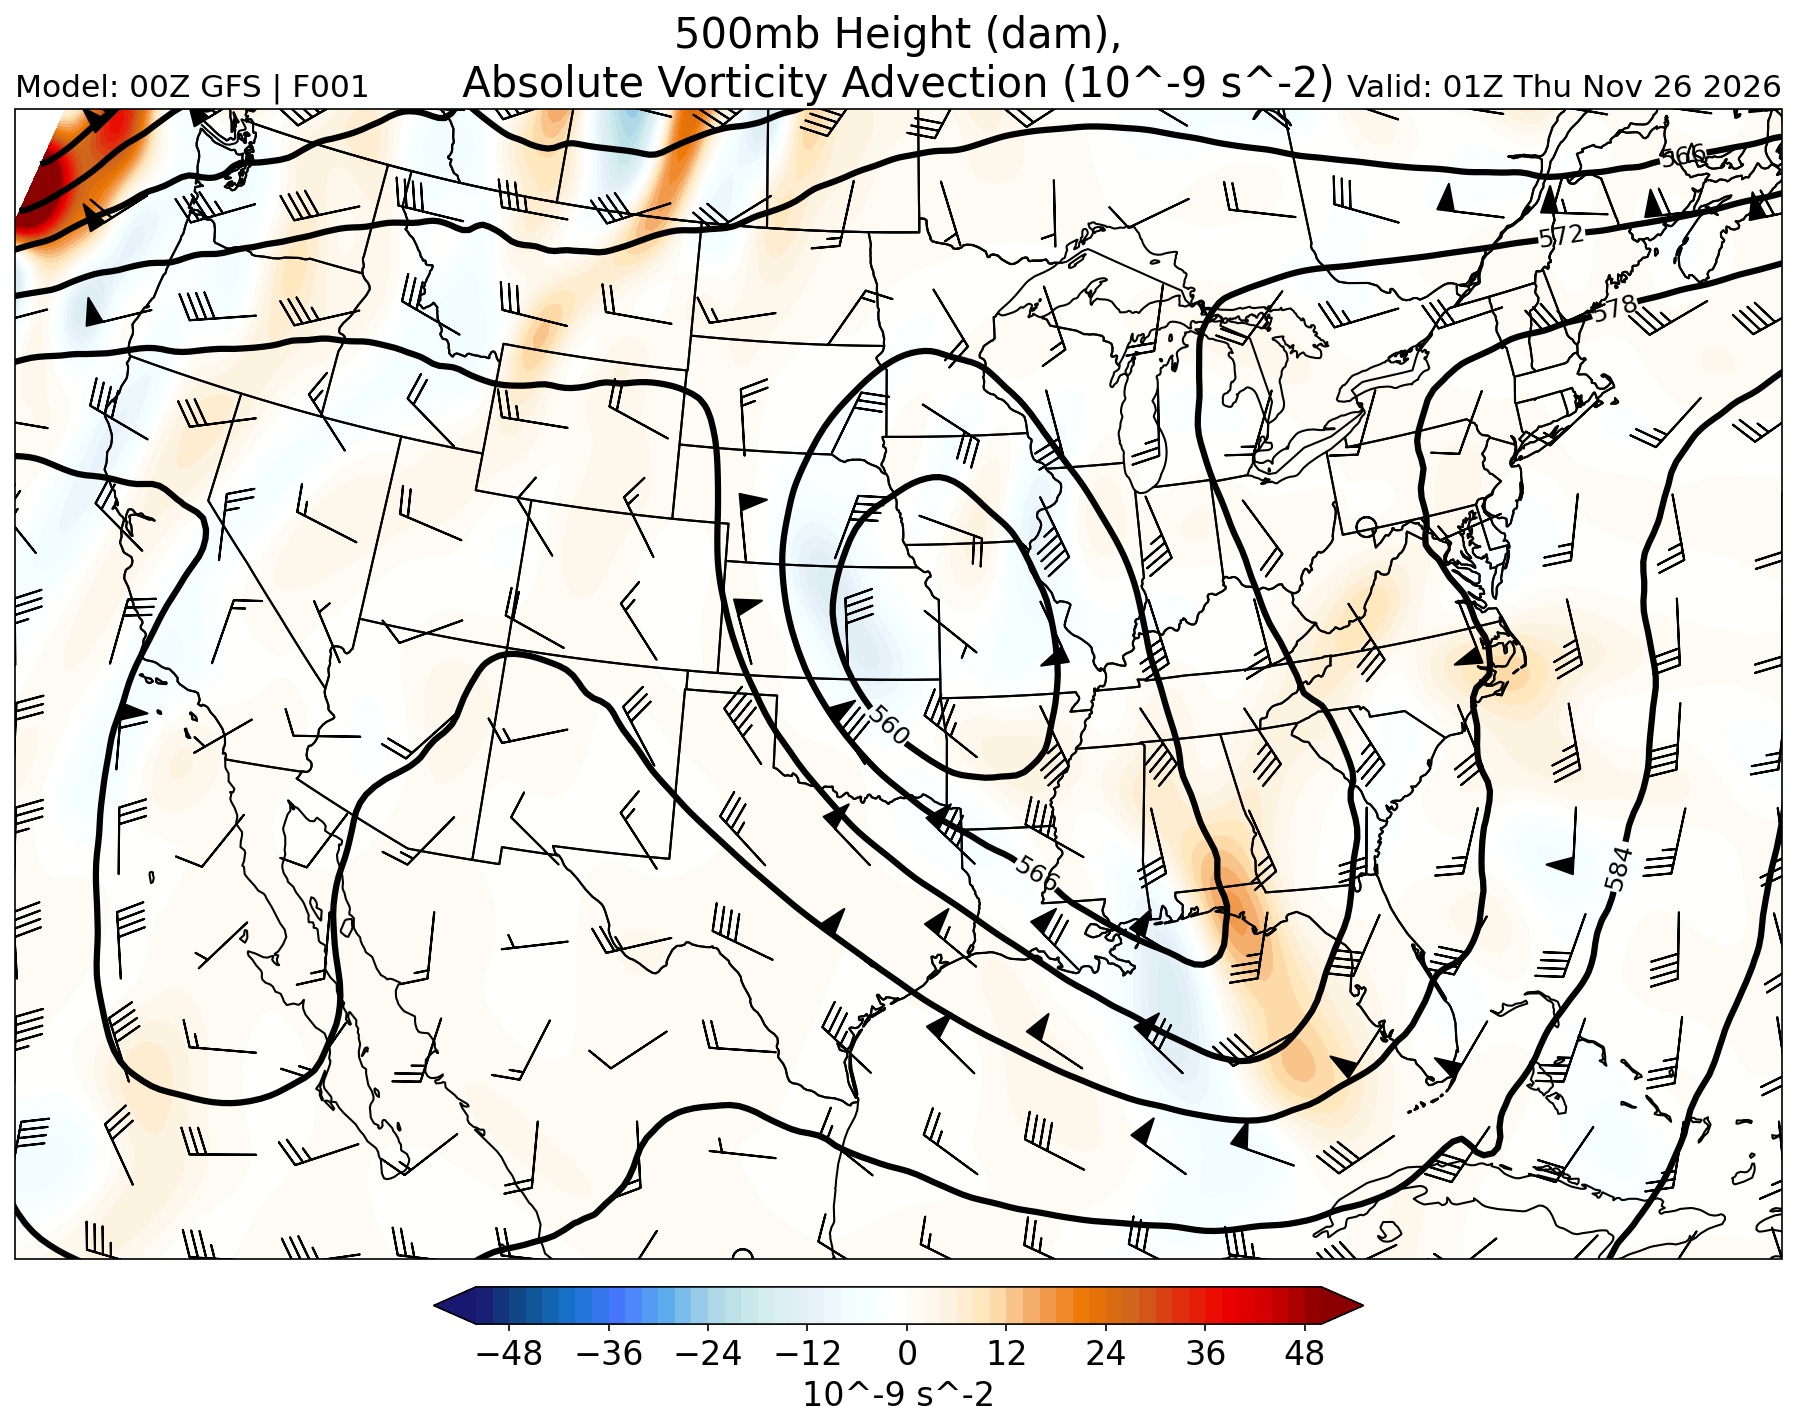 500mb Height (dam),
Model: 00Z GFS | F001
Absolute Vorticity Advection (10^-9 s^-2)
Valid: 01Z Thu Nov 26 2026
566
572
578
560
566
584
−48 −36 −24 −12 0 12 24 36 48
10^-9 s^-2